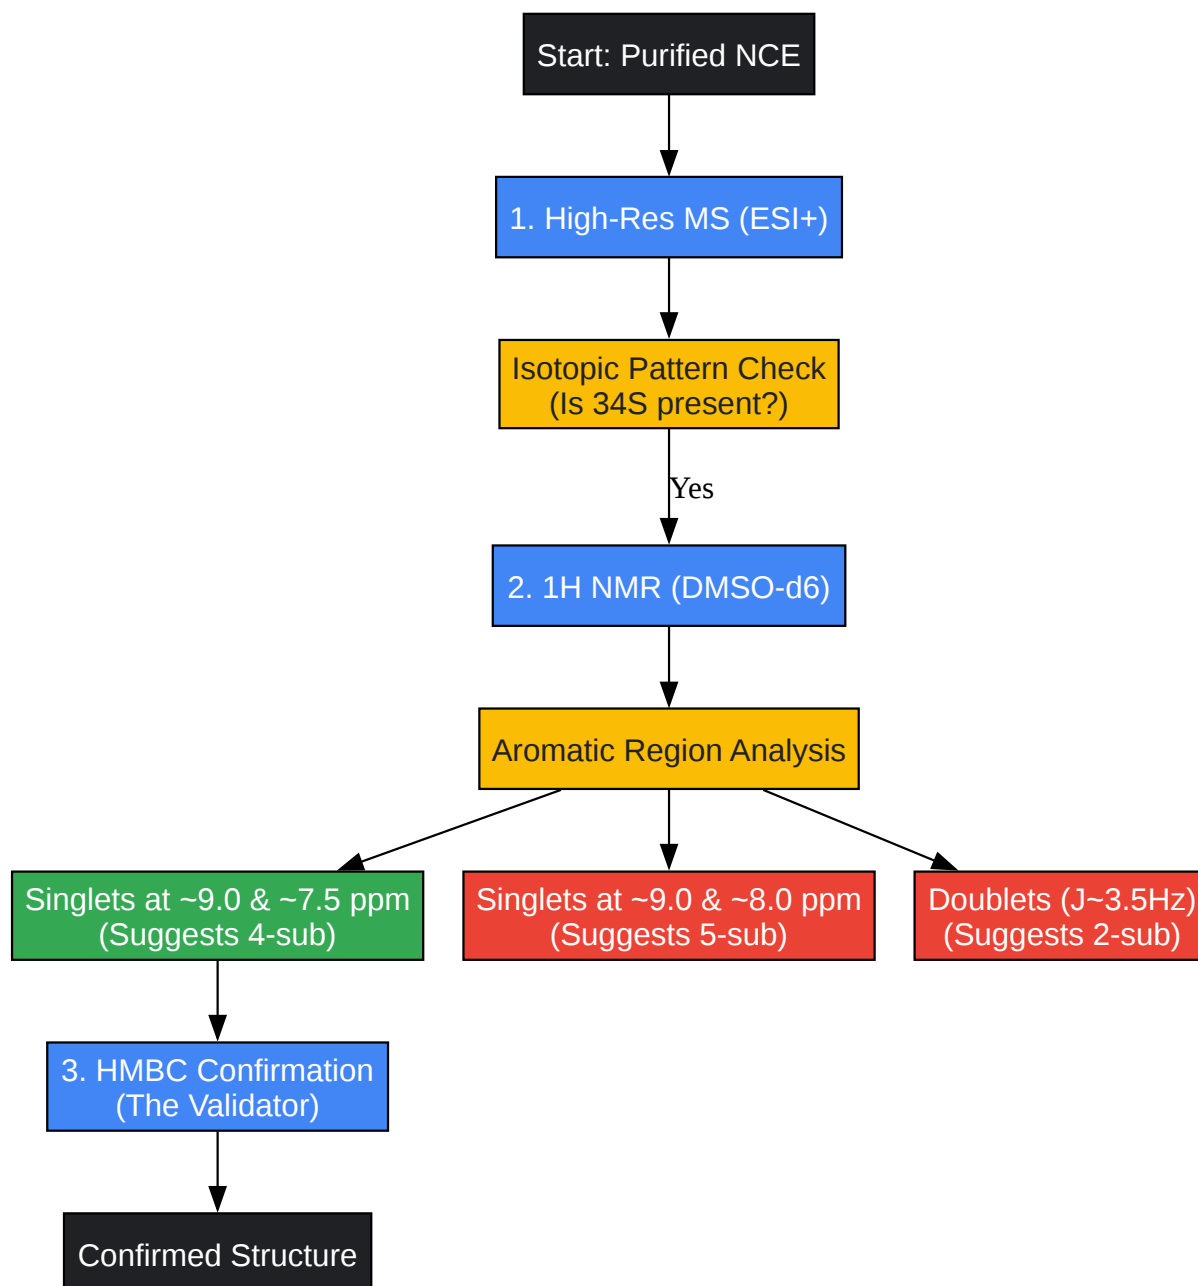 Start: Purified NCE
1. High-Res MS (ESI+)
Isotopic Pattern Check
(Is 34S present?)
Yes
2. 1H NMR (DMSO-d6)
Aromatic Region Analysis
Singlets at ~9.0 & ~7.5 ppm
(Suggests 4-sub)
Singlets at ~9.0 & ~8.0 ppm
(Suggests 5-sub)
Doublets (J~3.5Hz)
(Suggests 2-sub)
3. HMBC Confirmation
(The Validator)
Confirmed Structure